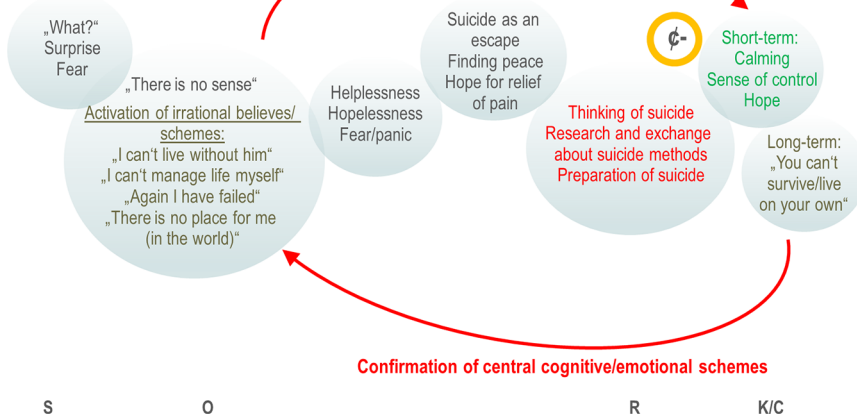 „What?“
Surprise
Fear
„There is no sense“
Activation of irrational believes/
schemes:
„I can‘t live without him“
„I can‘t manage life myself“
„Again I have failed“
„There is no place for me
(in the world)“
Helplessness
Hopelessness
Fear/panic
Suicide as an
escape
Finding peace
Hope for relief
of pain
Thinking of suicide
Research and exchange
about suicide methods
Preparation of suicide
¢-
Short-term:
Calming
Sense of control
Hope
Long-term:
„You can‘t
survive/live
on your own“
Confirmation of central cognitive/emotional schemes
S O R K/C